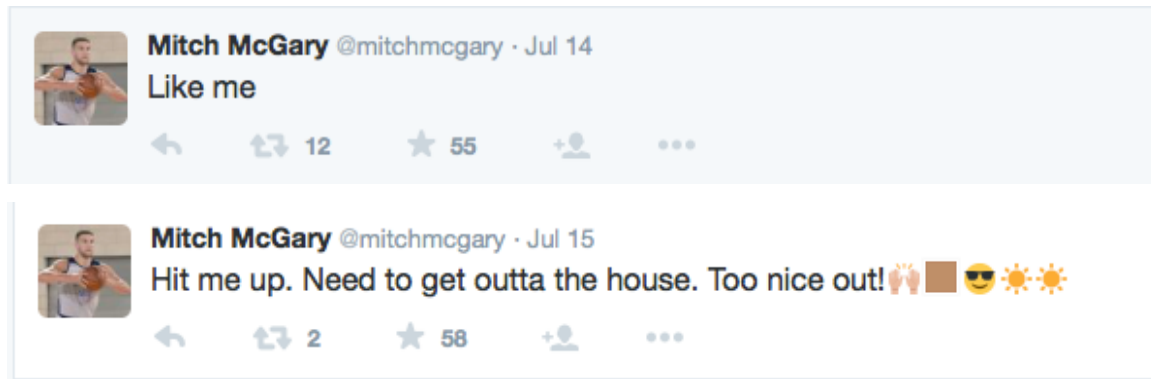 Mitch McGary @mitchmcgary · Jul 14
Like me
12 55
Mitch McGary @mitchmcgary · Jul 15
Hit me up. Need to get outta the house. Too nice out!🙌🏻🏽😎☀️☀️
2 58